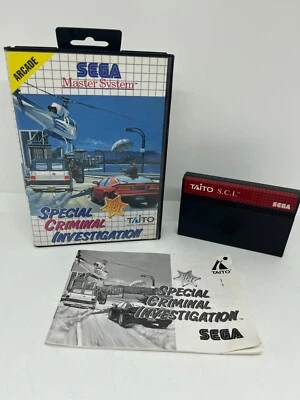 ARCADE
SEGA
Master System
SPECIAL
CRIMINAL
INVESTIGATION
TAITO
TAITO S.C.I.
SEGA
TAITO
SPECIAL
CRIMINAL
INVESTIGATION
SEGA